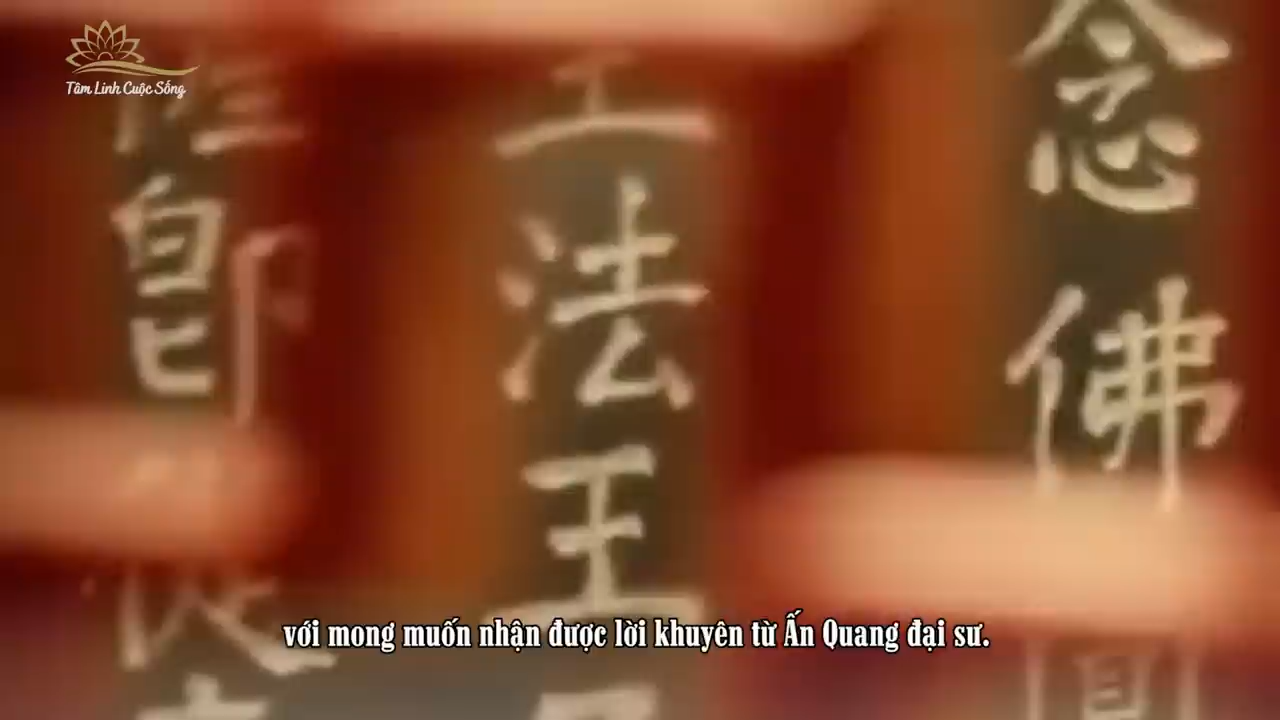 Tâm Linh Cuộc Sống
念佛
法王
即
với mong muốn nhận được lời khuyên từ Ấn Quang đại sư.